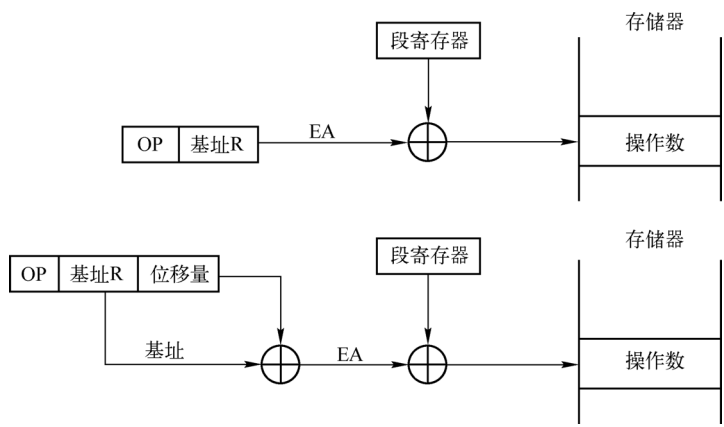 存储器
段寄存器
OP 基址R EA 操作数
存储器
段寄存器
OP 基址R 位移量
基址 EA 操作数